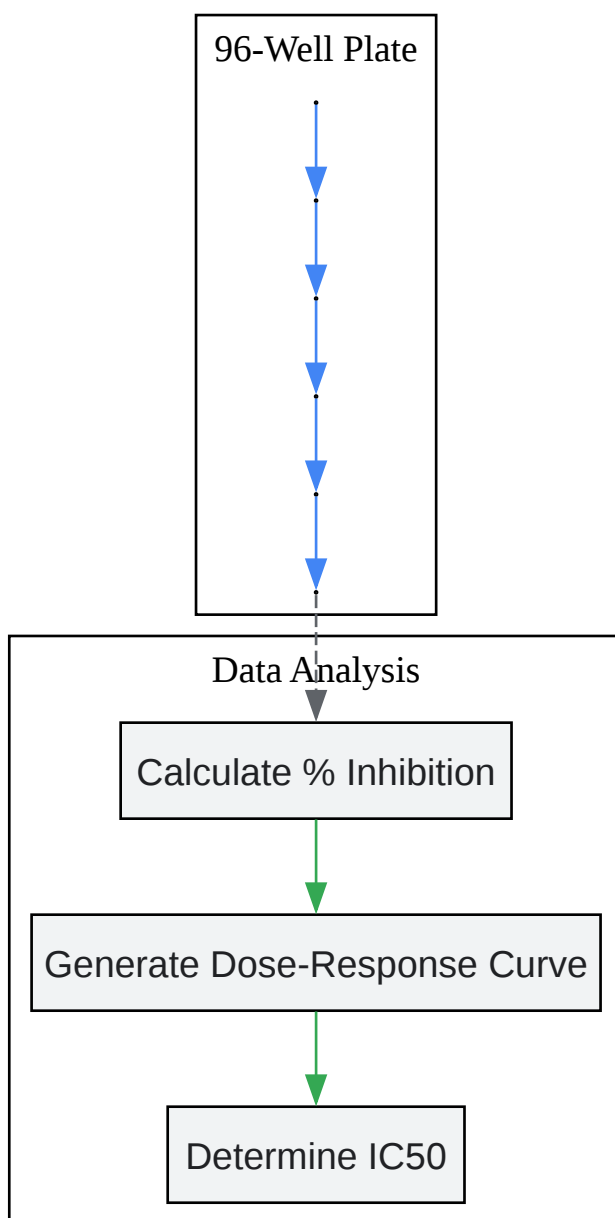 96-Well Plate
Data Analysis
Calculate % Inhibition
Generate Dose-Response Curve
Determine IC50